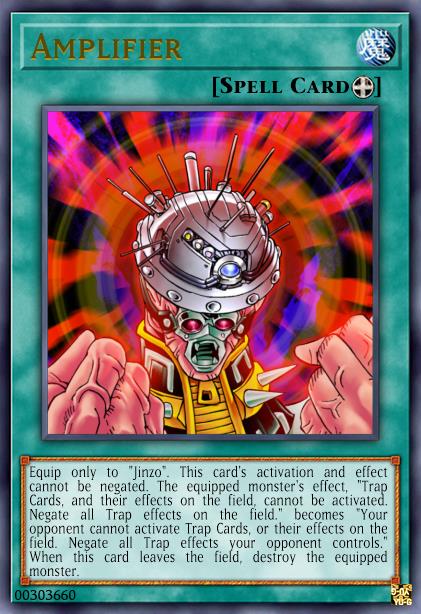 Amplifier
魔
[Spell Card]
Equip only to "Jinzo". This card's activation and effect
cannot be negated. The equipped monster's effect, "Trap
Cards, and their effects on the field, cannot be activated.
Negate all Trap effects on the field." becomes "Your
opponent cannot activate Trap Cards, or their effects on the
field. Negate all Trap effects your opponent controls."
When this card leaves the field, destroy the equipped
monster.
00303660